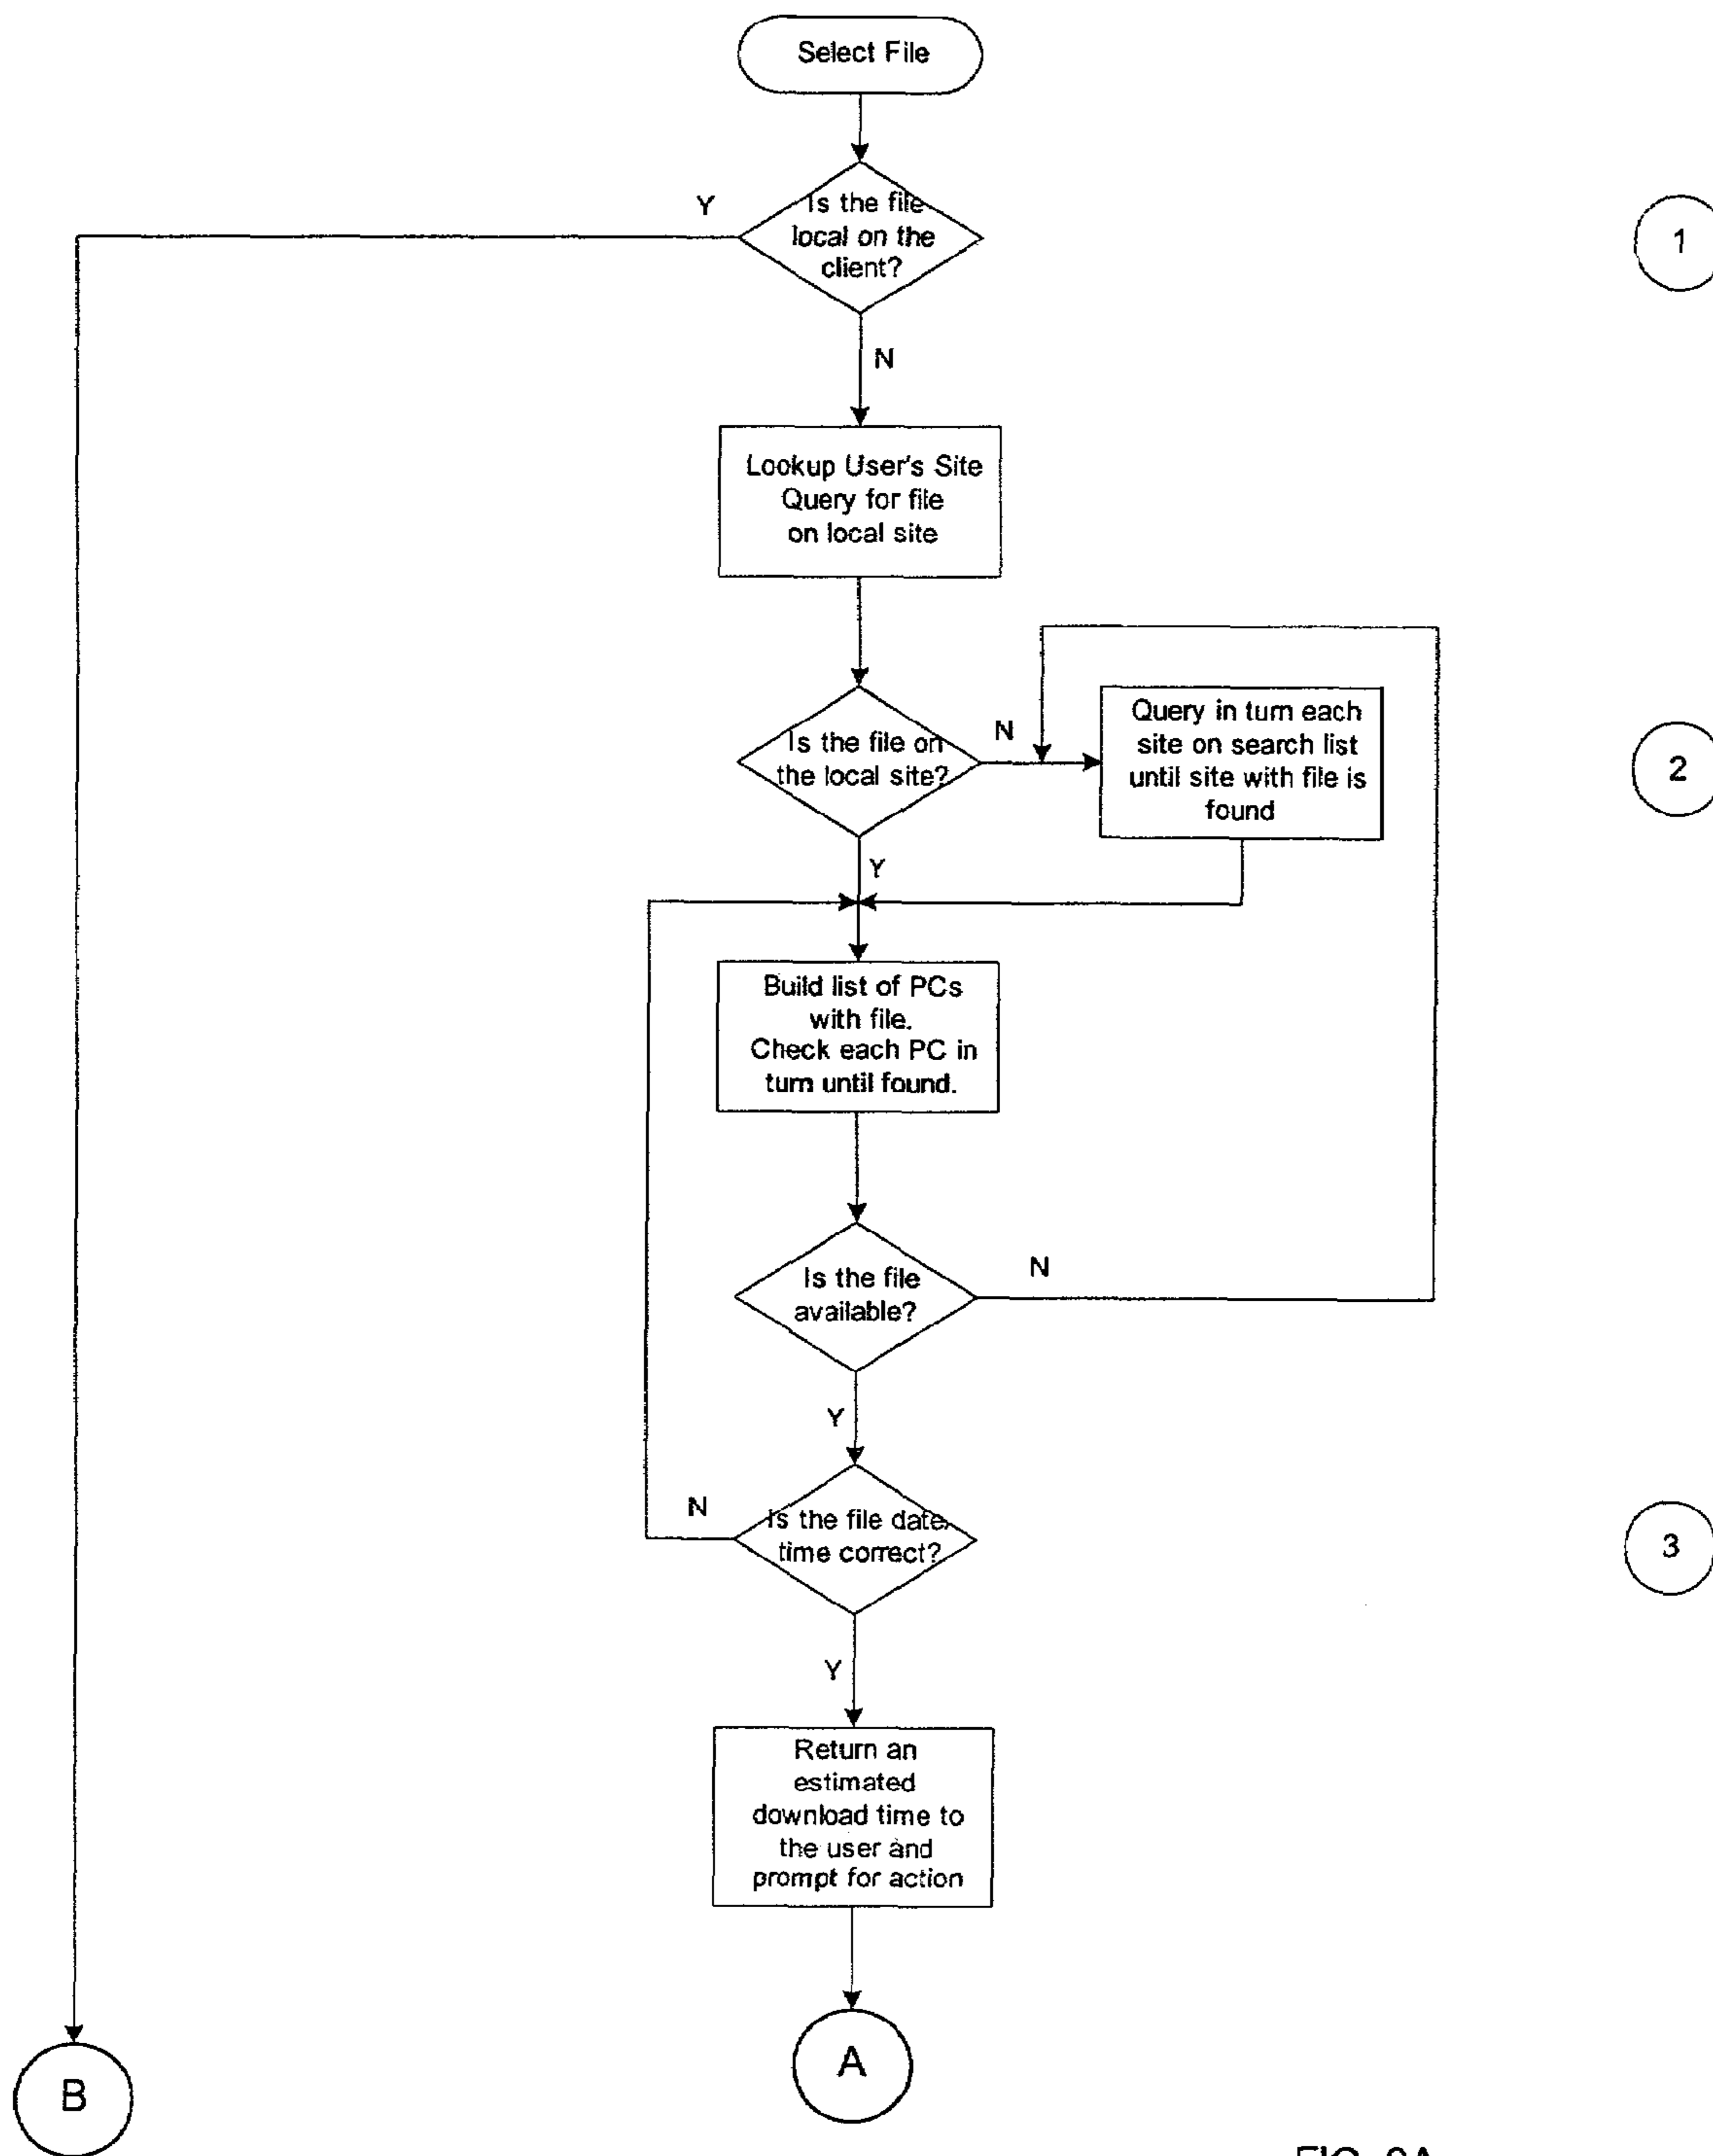 Select File
Y
Is the file
local on the
client?
1
N
Lookup User's Site
Query for file
on local site
Is the file on
the local site?
N
Query in turn each
site on search list
until site with file is
found
2
Y
Build list of PCs
with file.
Check each PC in
turn until found.
Is the file
available?
N
Y
N
Is the file date
time correct?
3
Y
Return an
estimated
download time to
the user and
prompt for action
B
A